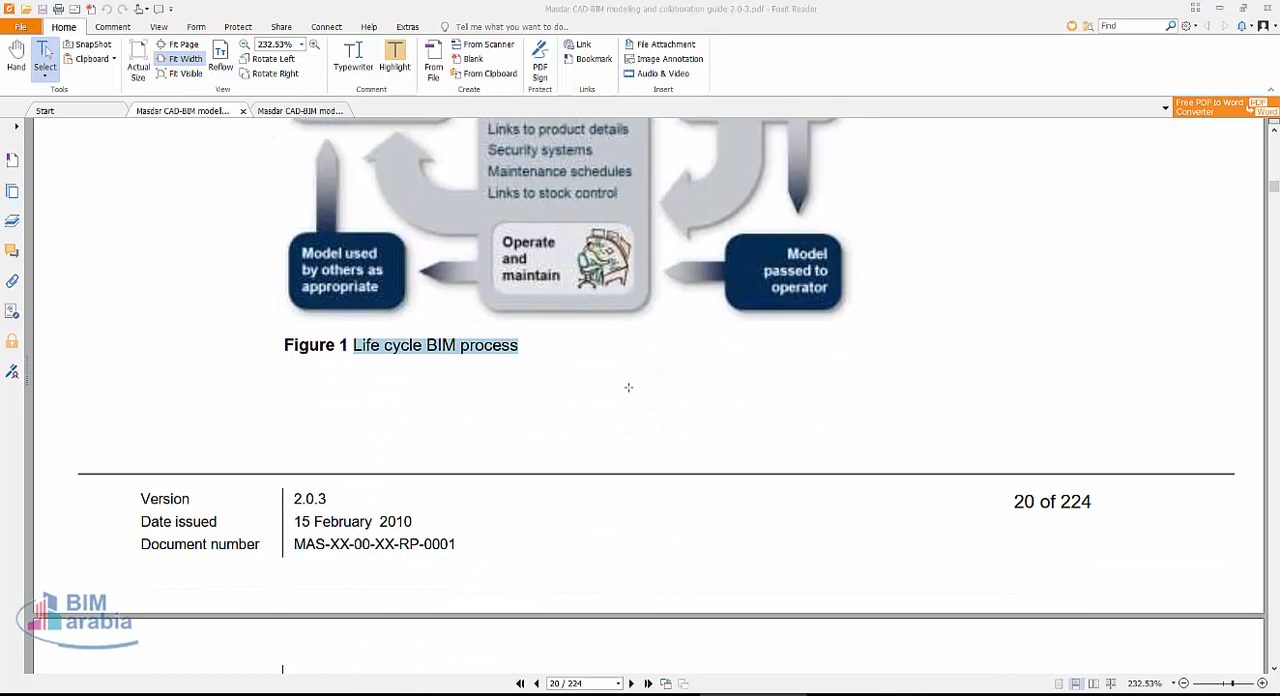 Masdar CAD-BIM modeling and collaboration guide 2-0-3.pdf - Foxit Reader
File Home Comment View Form Protect Share Connect Help Extras Tell me what you want to do... Find
Hand
Select
SnapShot
Clipboard
Tools
Actual Size
Fit Page
Fit Width
Fit Visible
Reflow
232.53%
Rotate Left
Rotate Right
View
Typewriter
Highlight
Comment
From File
From Scanner
Blank
From Clipboard
Create
PDF Sign
Protect
Link
Bookmark
Links
File Attachment
Image Annotation
Audio & Video
Insert
Start Masdar CAD-BIM modell... Masdar CAD-BIM mod...
Free PDF to Word Converter
PDF
Word
Links to product details
Security systems
Maintenance schedules
Links to stock control
Model used
by others as
appropriate
Operate
and
maintain
Model
passed to
operator
Figure 1 Life cycle BIM process
Version 2.0.3
20 of 224
Date issued 15 February 2010
Document number MAS-XX-00-XX-RP-0001
BIM
arabia
20 / 224
232.53%